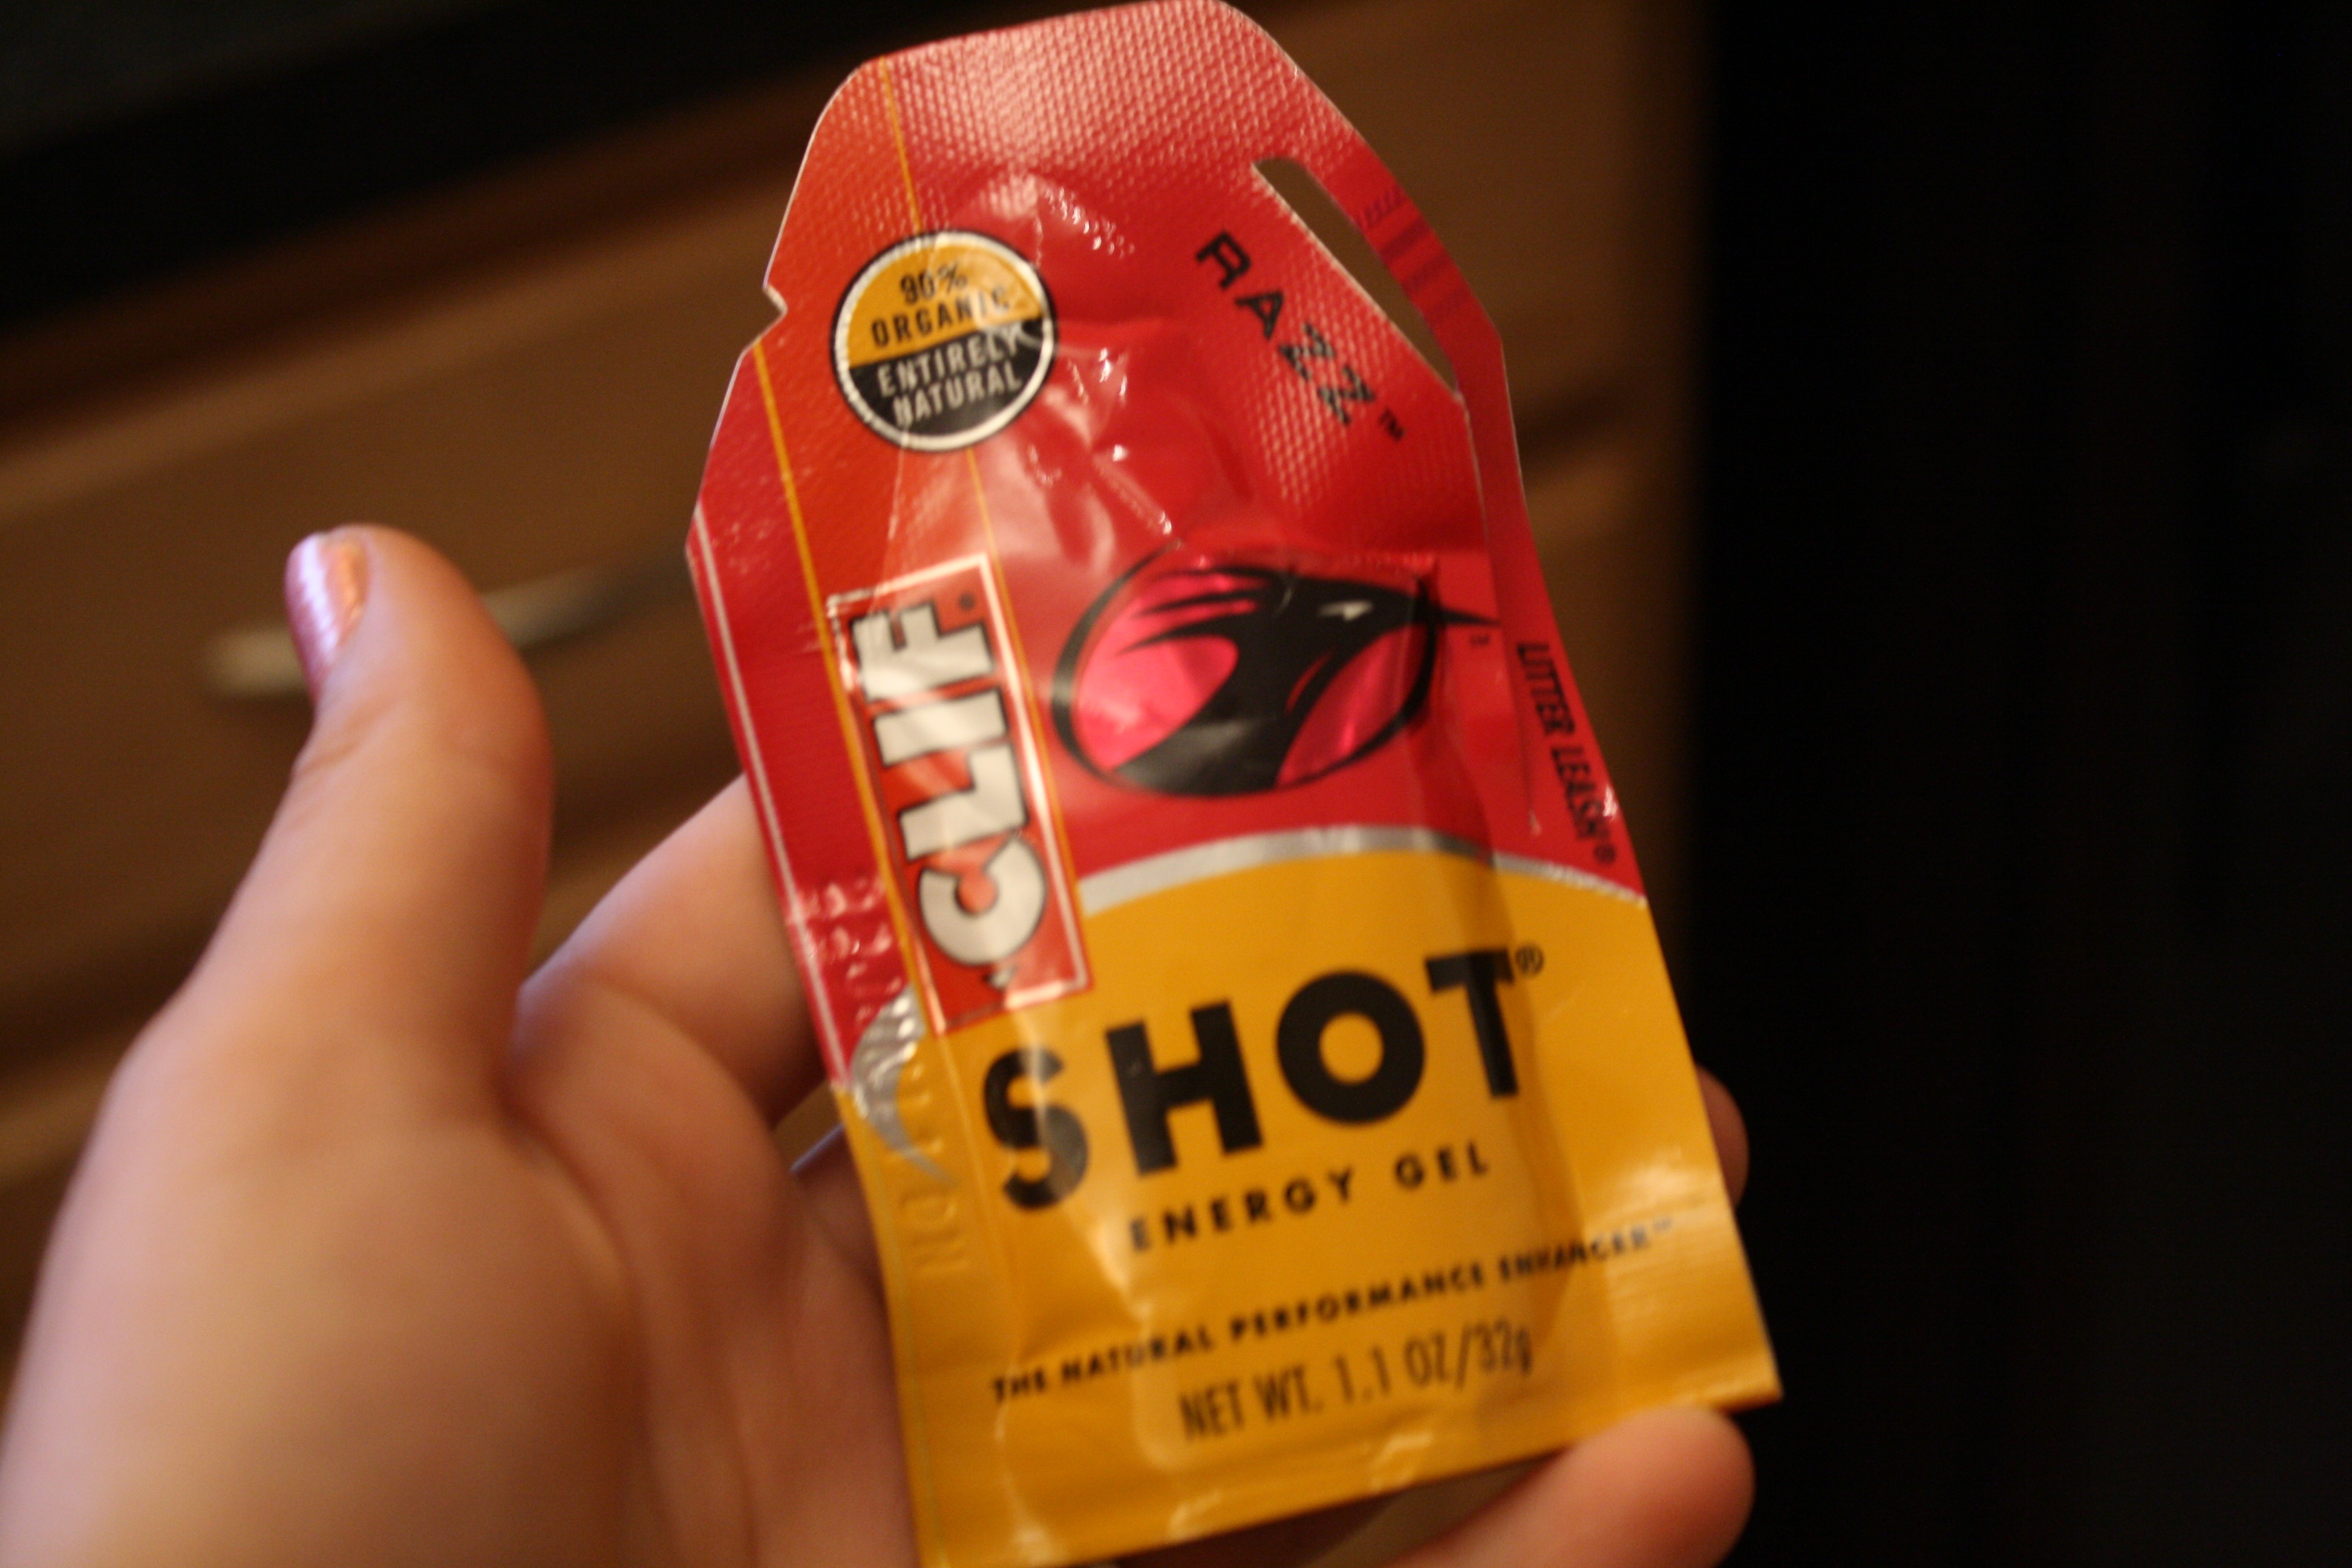 90%
ORGANIC
ENTIRELY
NATURAL
RAZZ™
CLIF
LITTER LEASH®
SHOT®
ENERGY GEL
THE NATURAL PERFORMANCE ENHANCER™
NET WT. 1.1 OZ/32g